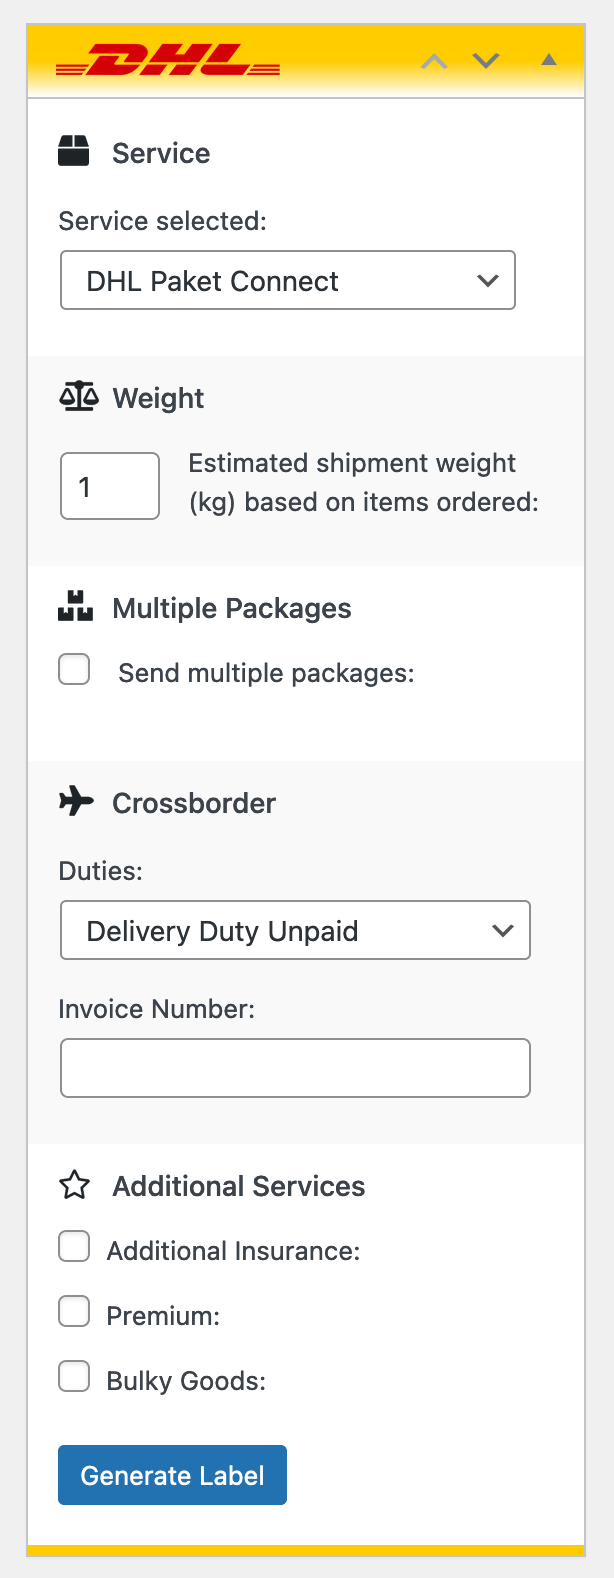 DHL
Service
Service selected:
DHL Paket Connect
Weight
1
Estimated shipment weight
(kg) based on items ordered:
Multiple Packages
Send multiple packages:
Crossborder
Duties:
Delivery Duty Unpaid
Invoice Number:
Additional Services
Additional Insurance:
Premium:
Bulky Goods:
Generate Label